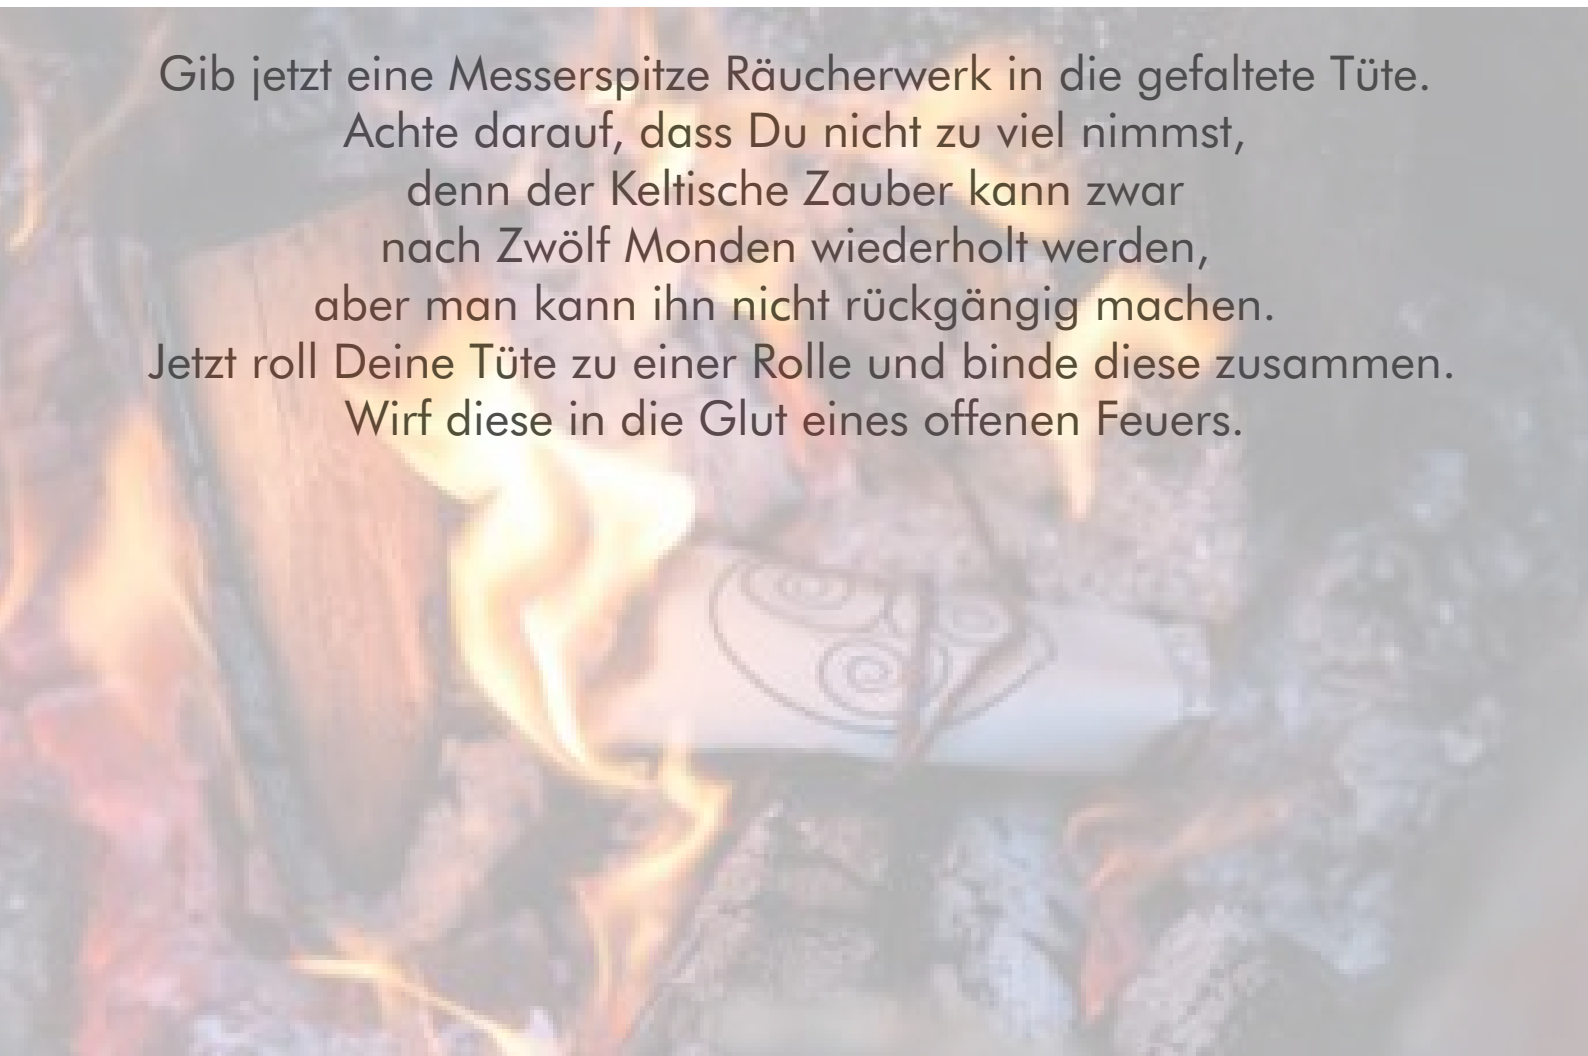 Gib jetzt eine Messerspitze Räucherwerk in die gefaltete Tüte.
Achte darauf, dass Du nicht zu viel nimmst,
denn der Keltische Zauber kann zwar
nach Zwölf Monden wiederholt werden,
aber man kann ihn nicht rückgängig machen.
Jetzt roll Deine Tüte zu einer Rolle und binde diese zusammen.
Wirf diese in die Glut eines offenen Feuers.